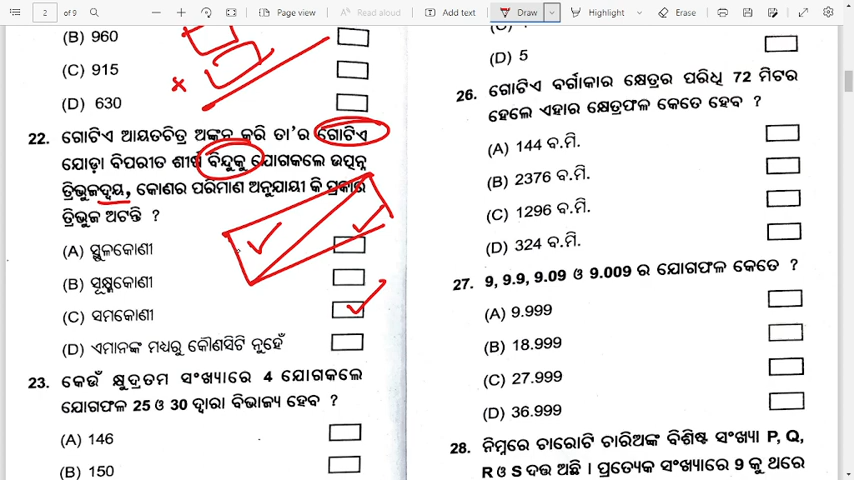 2
of 9
Page view
Read aloud
Add text
Draw
Highlight
Erase
(B) 960
(C) 915
(D) 630
22. ଗୋଟିଏ ଆୟତଚିତ୍ର ଅଙ୍କନ କରି ତା'ର ଗୋଟିଏ
ଯୋଡ଼ା ବିପରୀତ ଶୀର୍ଷ ବିନ୍ଦୁକୁ ଯୋଗକଲେ ଉତ୍ପନ୍ନ
ତ୍ରିଭୁଜଦ୍ଵୟ, କୋଣର ପରିମାଣ ଅନୁଯାୟୀ କି ପ୍ରକାର
ତ୍ରିଭୁଜ ଅଟନ୍ତି ?
(A) ସ୍ଥୁଳକୋଣୀ
(B) ସୂକ୍ଷ୍ମକୋଣୀ
(C) ସମକୋଣୀ
(D) ଏମାନଙ୍କ ମଧ୍ୟରୁ କୌଣସିଟି ନୁହେଁ
23. କେଉଁ କ୍ଷୁଦ୍ରତମ ସଂଖ୍ୟାରେ 4 ଯୋଗକଲେ
ଯୋଗଫଳ 25 ଓ 30 ଦ୍ୱାରା ବିଭାଜ୍ୟ ହେବ ?
(A) 146
(B) 150
(D) 5
26. ଗୋଟିଏ ବର୍ଗାକାର କ୍ଷେତ୍ରର ପରିଧି 72 ମିଟର
ହେଲେ ଏହାର କ୍ଷେତ୍ରଫଳ କେତେ ହେବ ?
(A) 144 ବ.ମି.
(B) 2376 ବ.ମି.
(C) 1296 ବ.ମି.
(D) 324 ବ.ମି.
27. 9, 9.9, 9.09 ଓ 9.009 ର ଯୋଗଫଳ କେତେ ?
(A) 9.999
(B) 18.999
(C) 27.999
(D) 36.999
28. ନିମ୍ନରେ ଚାରୋଟି ଚାରିଅଙ୍କ ବିଶିଷ୍ଟ ସଂଖ୍ୟା P, Q,
R ଓ S ଦତ୍ତ ଅଛି । ପ୍ରତ୍ୟେକ ସଂଖ୍ୟାରେ 9 କୁ ଥରେ